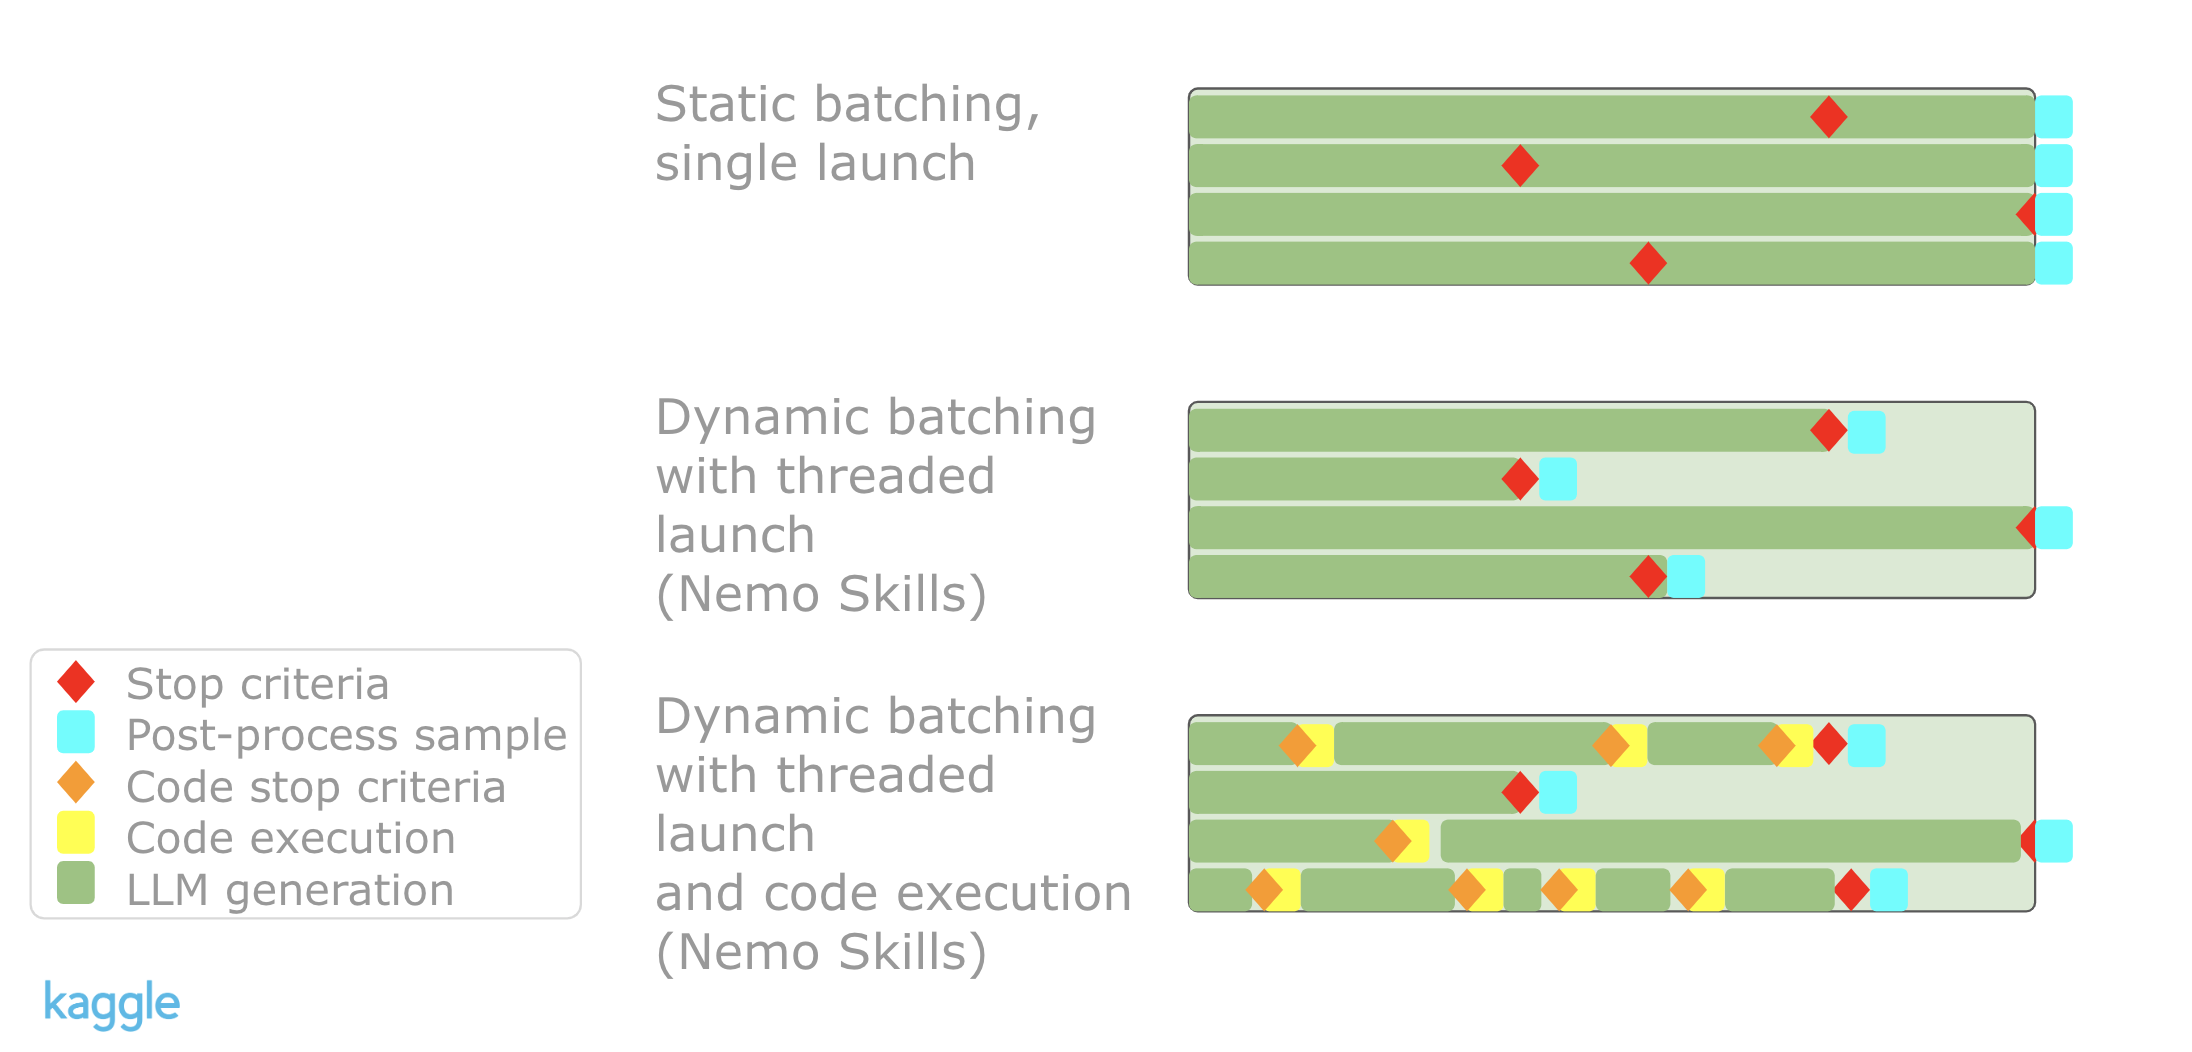 Static batching,
single launch
Dynamic batching
with threaded
launch
(Nemo Skills)
Dynamic batching
with threaded
launch
and code execution
(Nemo Skills)
Stop criteria
Post-process sample
Code stop criteria
Code execution
LLM generation
kaggle